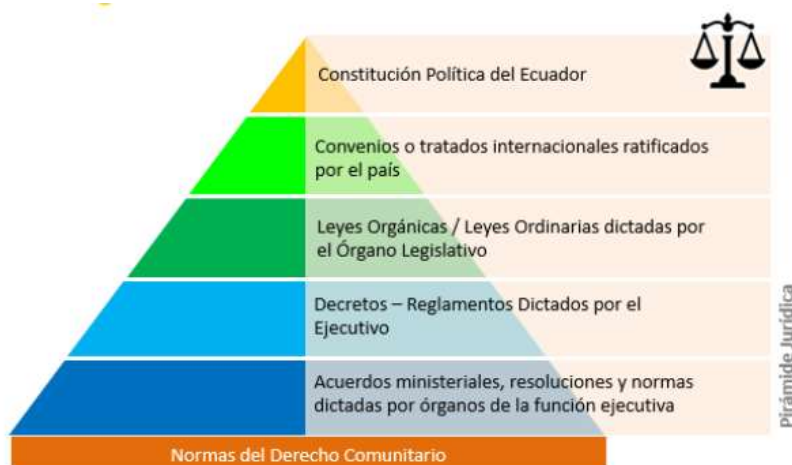 Constitución Política del Ecuador
Convenios o tratados internacionales ratificados
por el país
Leyes Orgánicas / Leyes Ordinarias dictadas por
el Órgano Legislativo
Decretos – Reglamentos Dictados por el
Ejecutivo
Acuerdos ministeriales, resoluciones y normas
dictadas por órganos de la función ejecutiva
Normas del Derecho Comunitario
Pirámide Jurídica